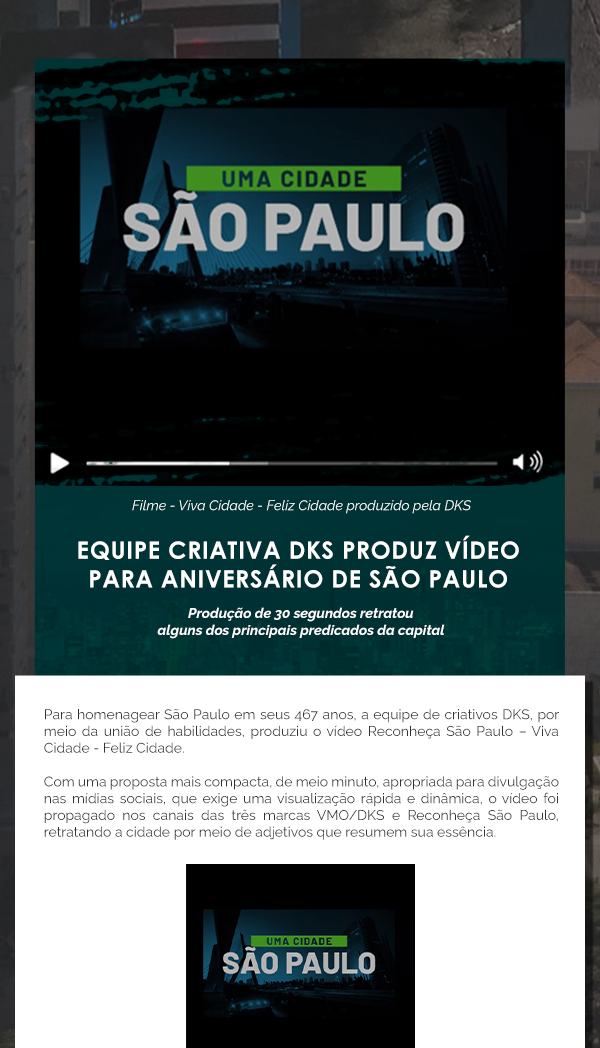 UMA CIDADE
SÃO PAULO
Filme - Viva Cidade - Feliz Cidade produzido pela DKS
EQUIPE CRIATIVA DKS PRODUZ VÍDEO
PARA ANIVERSÁRIO DE SÃO PAULO
Produção de 30 segundos retratou
alguns dos principais predicados da capital
Para homenagear São Paulo em seus 467 anos, a equipe de criativos DKS, por
meio da união de habilidades, produziu o vídeo Reconheça São Paulo – Viva
Cidade - Feliz Cidade.
Com uma proposta mais compacta, de meio minuto, apropriada para divulgação
nas mídias sociais, que exige uma visualização rápida e dinâmica, o vídeo foi
propagado nos canais das três marcas VMO/DKS e Reconheça São Paulo,
retratando a cidade por meio de adjetivos que resumem sua essência.
UMA CIDADE
SÃO PAULO